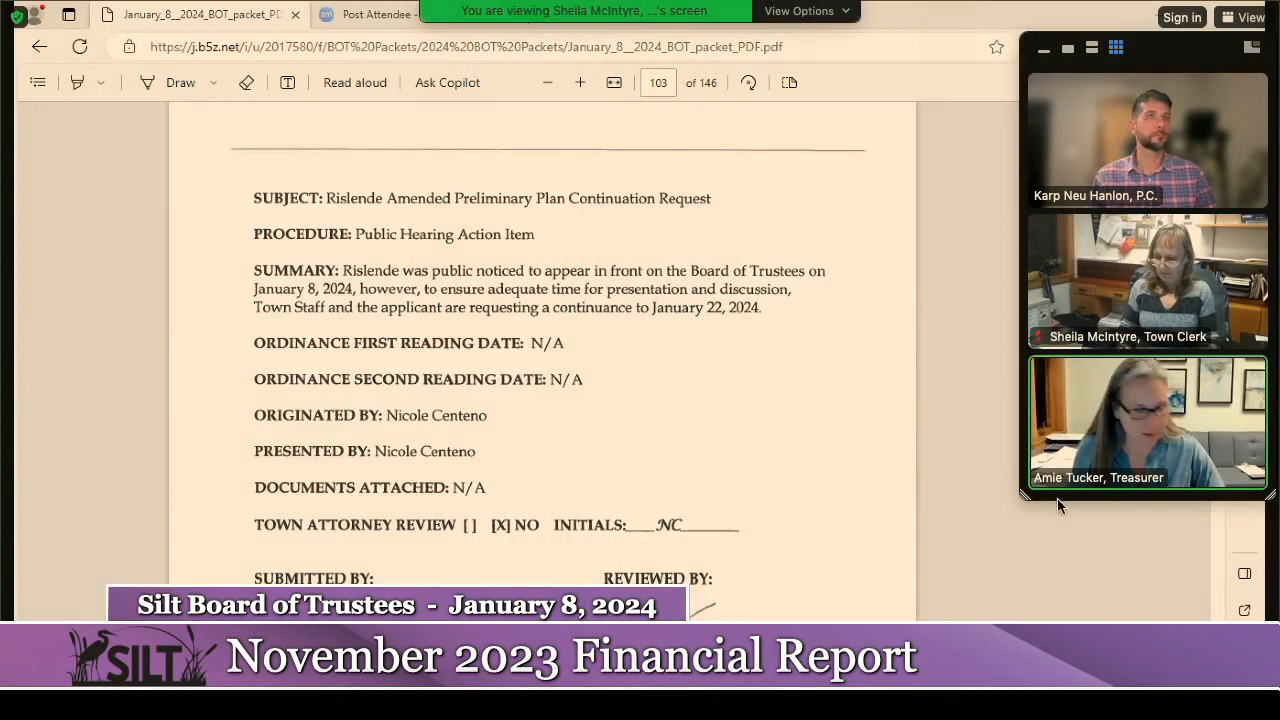 January_8__2024_BOT_packet_PD
Post Attendee -
You are viewing Sheila McIntyre, ...'s screen
View Options
Sign in
View
https://j.b5z.net/i/u/2017580/f/BOT%20Packets/2024%20BOT%20Packets/January_8__2024_BOT_packet_PDF.pdf
Draw
Read aloud
Ask Copilot
103 of 146
SUBJECT: Rislende Amended Preliminary Plan Continuation Request
PROCEDURE: Public Hearing Action Item
SUMMARY: Rislende was public noticed to appear in front on the Board of Trustees on
January 8, 2024, however, to ensure adequate time for presentation and discussion,
Town Staff and the applicant are requesting a continuance to January 22, 2024.
ORDINANCE FIRST READING DATE: N/A
ORDINANCE SECOND READING DATE: N/A
ORIGINATED BY: Nicole Centeno
PRESENTED BY: Nicole Centeno
DOCUMENTS ATTACHED: N/A
TOWN ATTORNEY REVIEW [ ] [X] NO INITIALS:____NC________
SUBMITTED BY: REVIEWED BY:
Karp Neu Hanlon, P.C.
Sheila McIntyre, Town Clerk
Amie Tucker, Treasurer
Silt Board of Trustees - January 8, 2024
SILT
November 2023 Financial Report